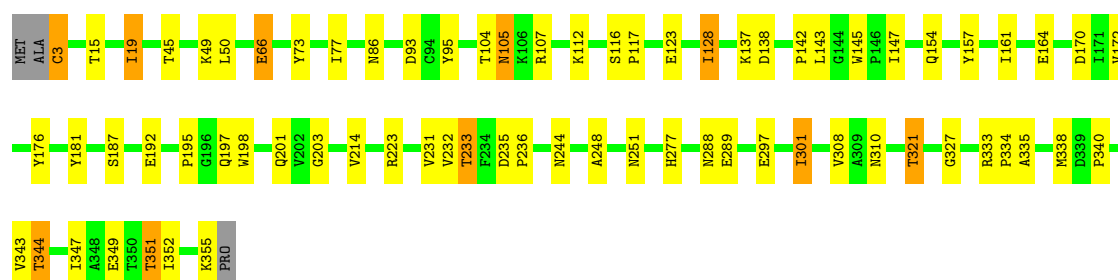 MET ALA C3 T15 I19 T45 K49 L50 E66 Y73 I77 N86 D93 C94 Y95 T104 N105 K106 R107 K112 S116 P117 E123 I128 K137 D138 P142 L143 G144 W145 P146 I147 Q154 Y157 I161 E164 D170 I171 V172
Y176 Y181 S187 E192 P195 G196 Q197 W198 Q201 V202 G203 V214 R223 V231 V232 T233 F234 D235 P236 N244 A248 N251 H277 N288 E289 E297 I301 V308 A309 N310 T321 G327 R333 P334 A335 M338 D339 P340
V343 T344 I347 A348 E349 T350 T351 I352 K355 PRO